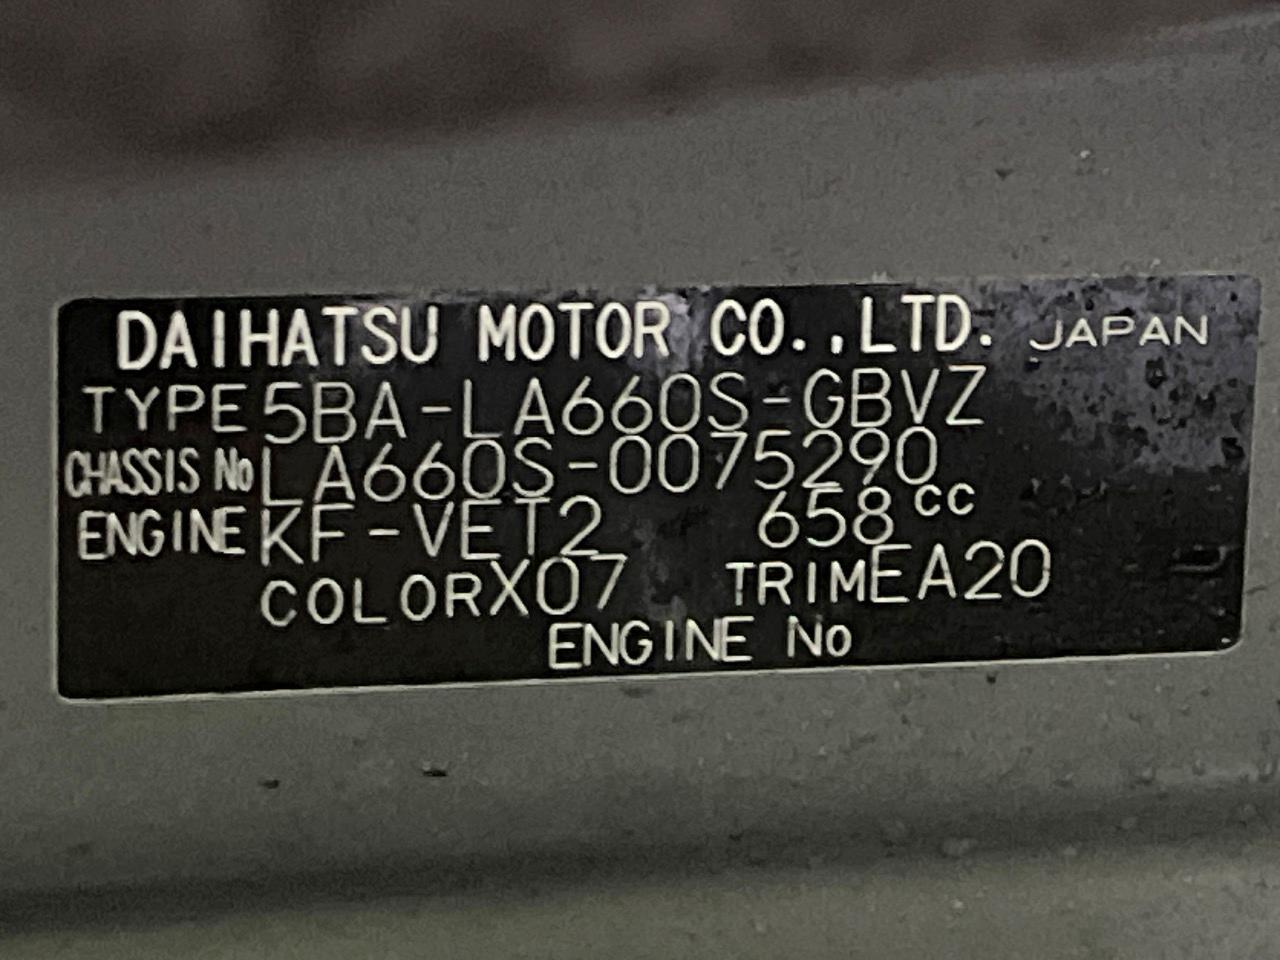 DAIHATSU MOTOR CO.,LTD. JAPAN
TYPE 5BA-LA660S-GBVZ
CHASSIS No LA660S-0075290
ENGINE KF-VET2 658cc
COLOR X07 TRIM EA20
ENGINE No